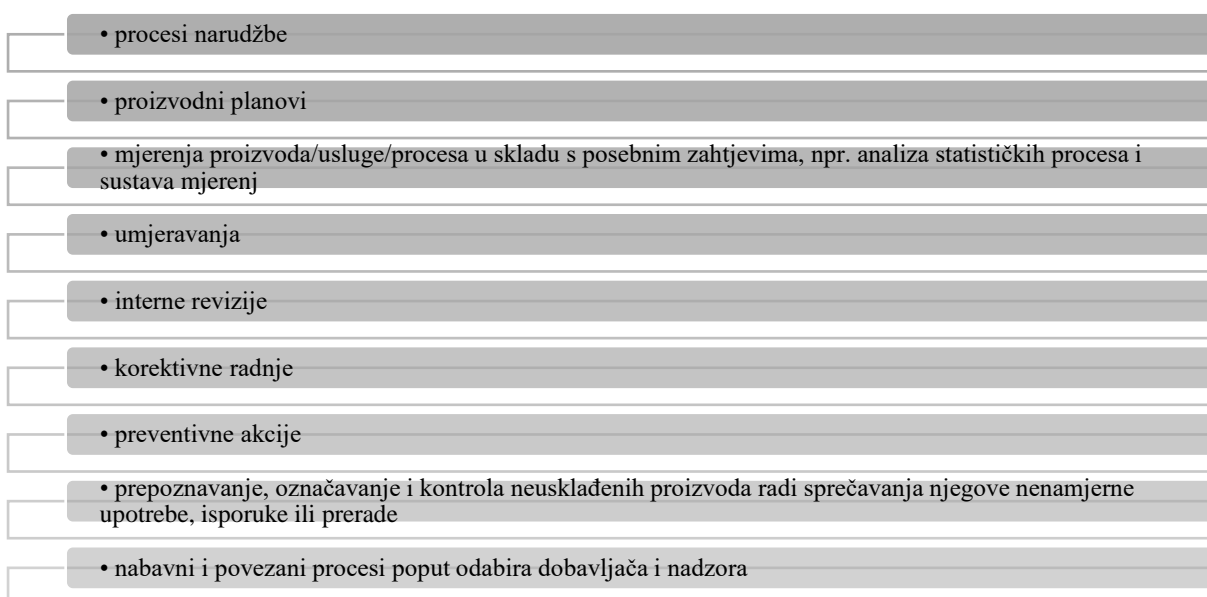 • procesi narudžbe
• proizvodni planovi
• mjerenja proizvoda/usluge/procesa u skladu s posebnim zahtjevima, npr. analiza statističkih procesa i
sustava mjerenj
• umjeravanja
• interne revizije
• korektivne radnje
• preventivne akcije
• prepoznavanje, označavanje i kontrola neusklađenih proizvoda radi sprečavanja njegove nenamjerne
upotrebe, isporuke ili prerade
• nabavni i povezani procesi poput odabira dobavljača i nadzora